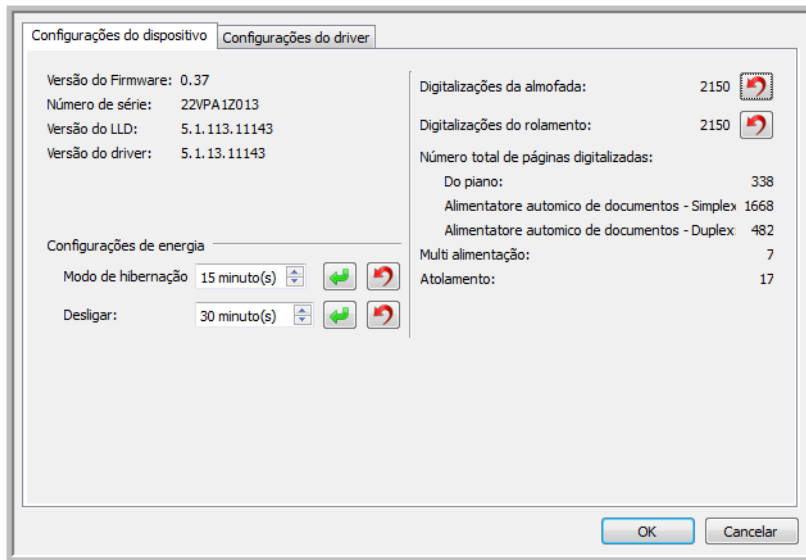 Configurações do dispositivo
Configurações do driver
Versão do Firmware: 0.37
Número de série: 22VPA1Z013
Versão do LLD: 5.1.113.11143
Versão do driver: 5.1.13.11143
Configurações de energia
Modo de hibernação 15 minuto(s)
Desligar: 30 minuto(s)
Digitalizações da almofada: 2150
Digitalizações do rolamento: 2150
Número total de páginas digitalizadas:
Do piano: 338
Alimentatore automico de documentos - Simplex 1668
Alimentatore automico de documentos - Duplex: 482
Multi alimentação: 7
Atolamento: 17
OK
Cancelar